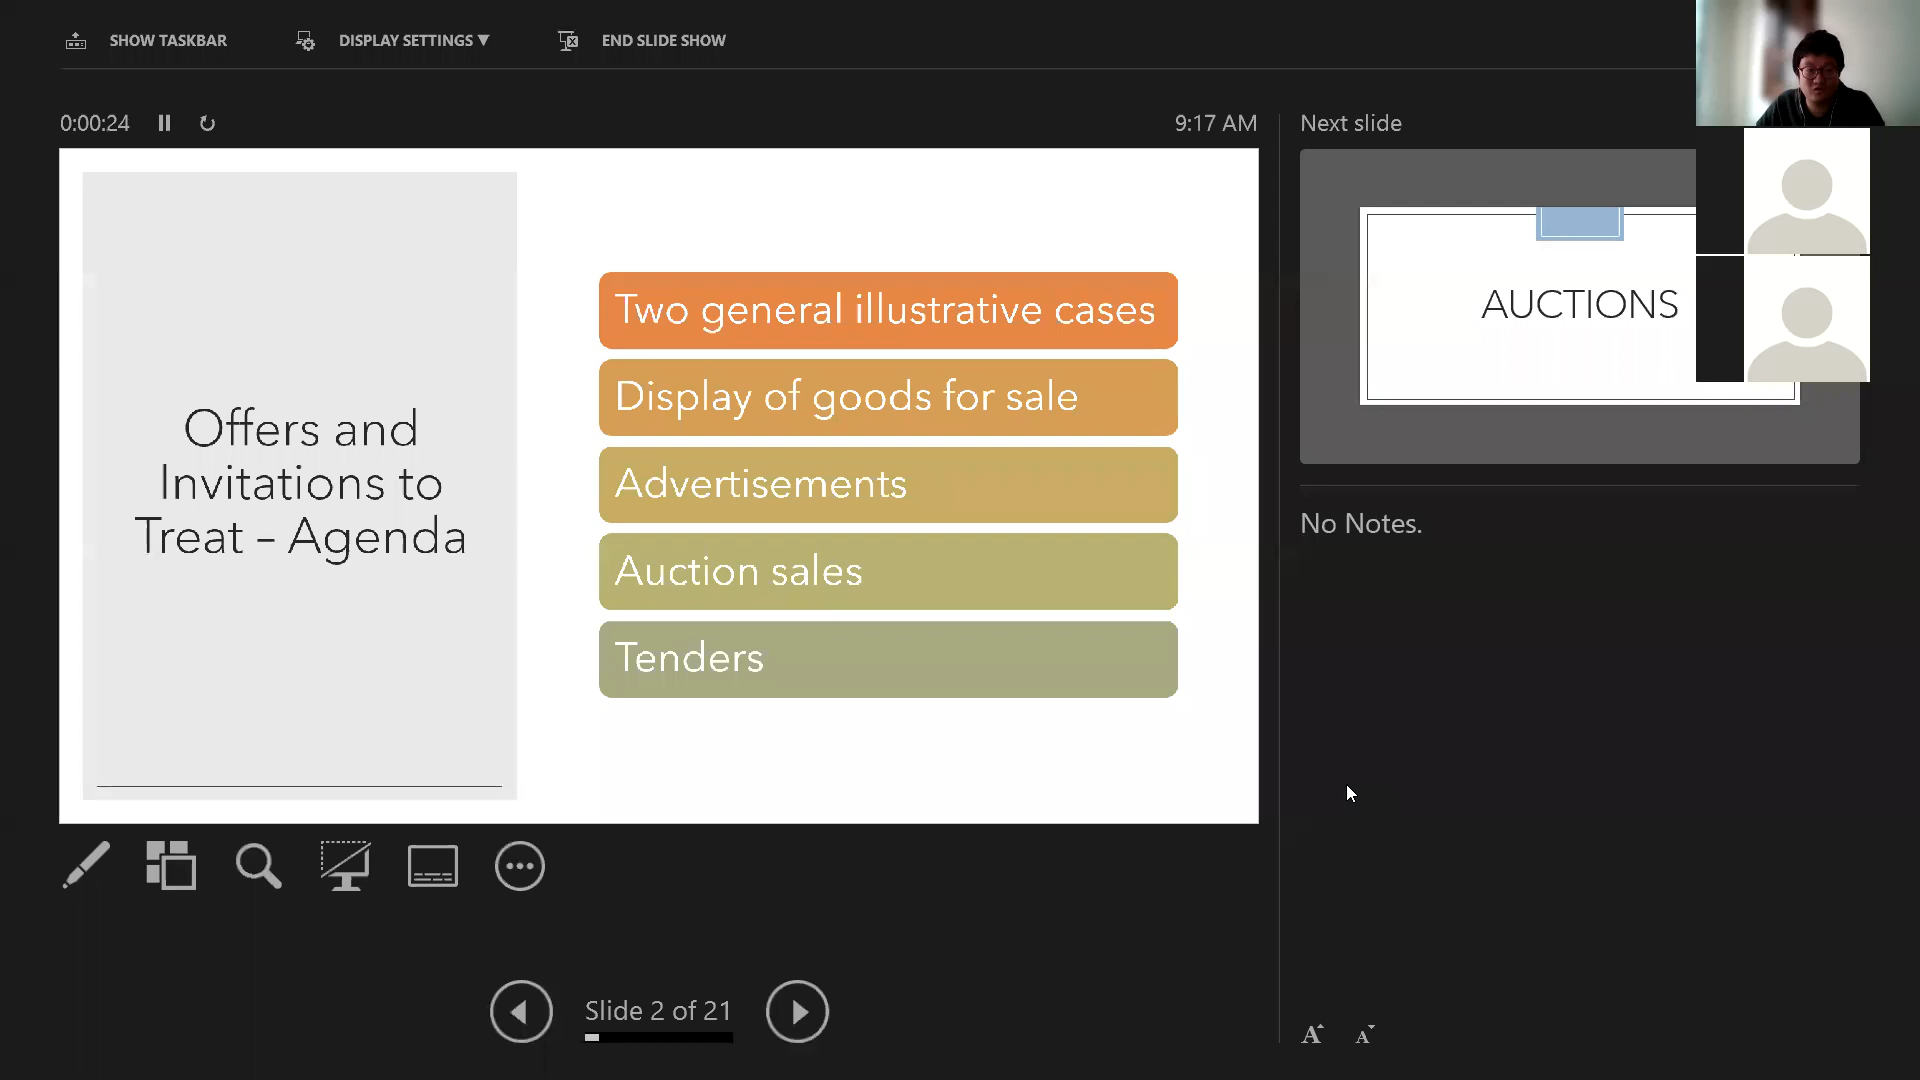 SHOW TASKBAR
DISPLAY SETTINGS ▼
END SLIDE SHOW
0:00:24
9:17 AM
Next slide
Offers and
Invitations to
Treat – Agenda
Two general illustrative cases
Display of goods for sale
Advertisements
Auction sales
Tenders
AUCTIONS
No Notes.
Slide 2 of 21
A
A